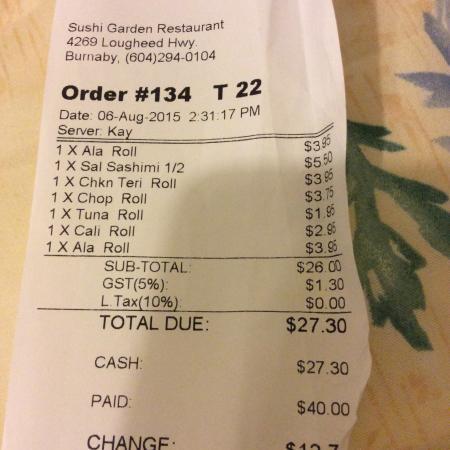 Sushi Garden Restaurant
4269 Lougheed Hwy.
Burnaby, (604)294-0104
Order #134 T 22
Date: 06-Aug-2015 2:31:17 PM
Server: Kay
1 X Ala Roll $3.95
1 X Sal Sashimi 1/2 $5.50
1 X Chkn Teri Roll $3.95
1 X Chop Roll $3.75
1 X Tuna Roll $1.95
1 X Cali Roll $2.95
1 X Ala Roll $3.95
SUB-TOTAL: $26.00
GST(5%): $1.30
L.Tax(10%): $0.00
TOTAL DUE: $27.30
CASH: $27.30
PAID: $40.00
CHANGE: